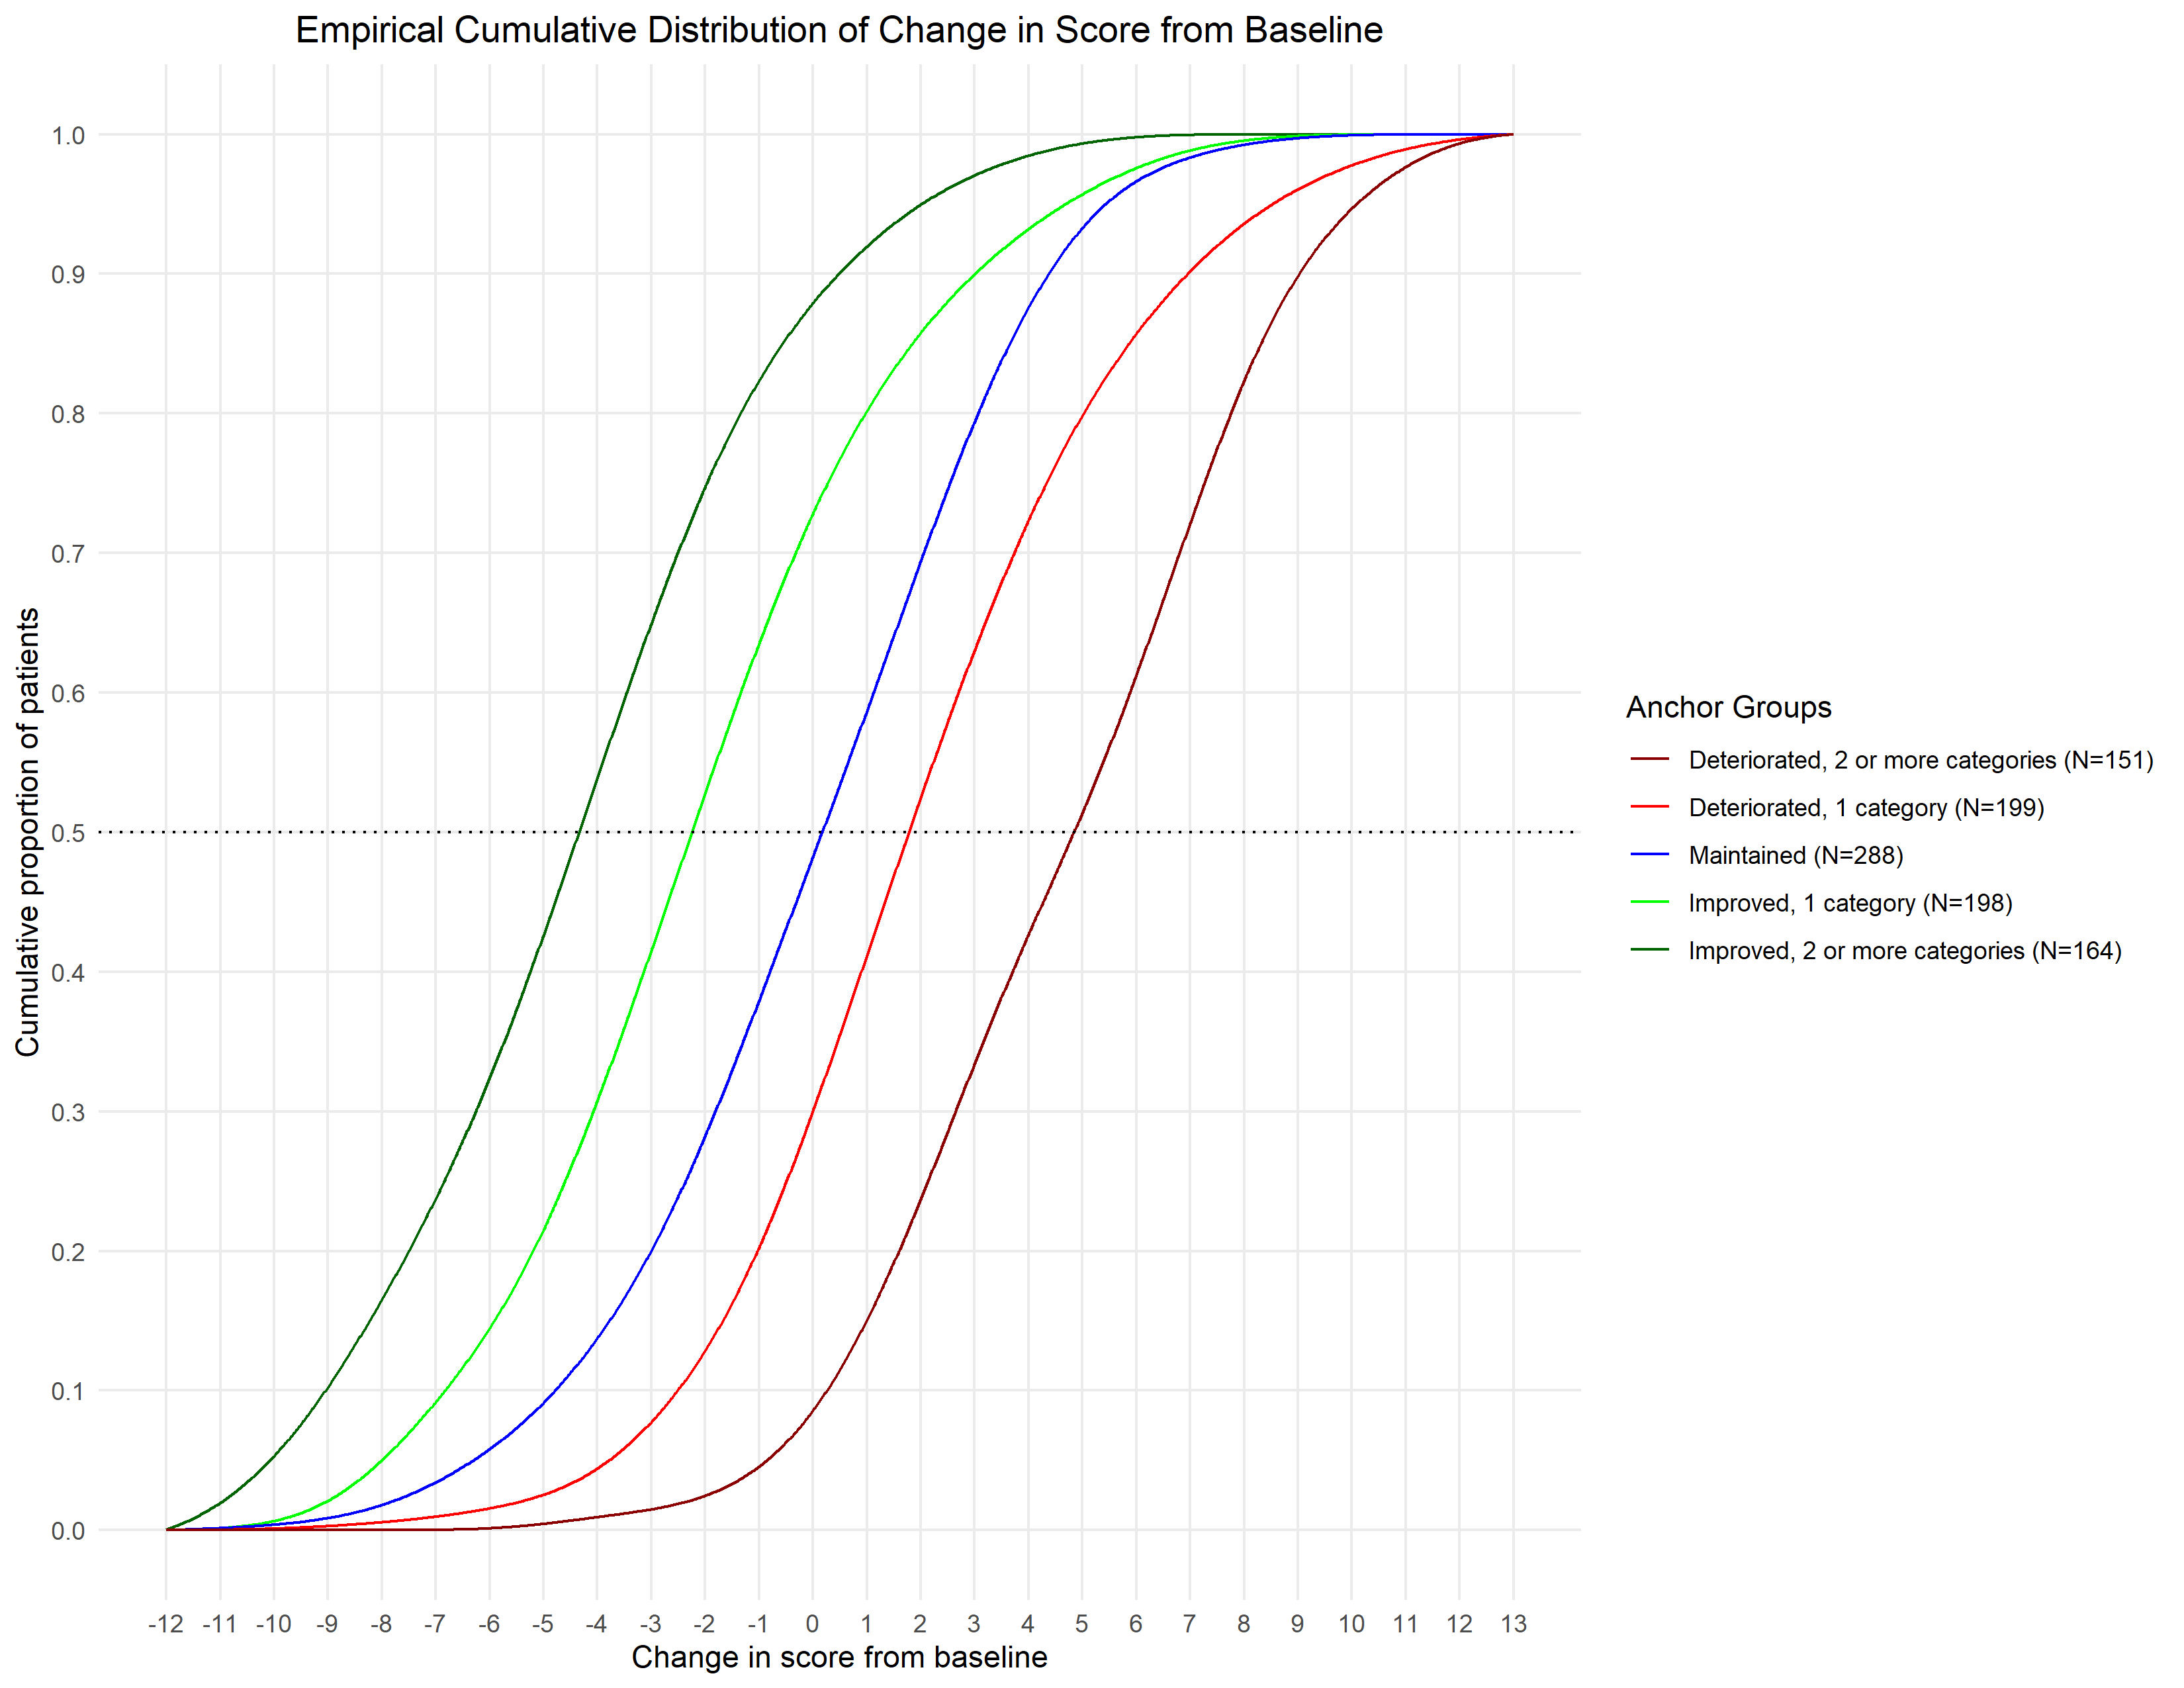 Empirical Cumulative Distribution of Change in Score from Baseline
Cumulative proportion of patients
1.0
0.9
0.8
0.7
0.6
0.5
0.4
0.3
0.2
0.1
0.0
-12 -11 -10 -9 -8 -7 -6 -5 -4 -3 -2 -1 0 1 2 3 4 5 6 7 8 9 10 11 12 13
Change in score from baseline
Anchor Groups
Deteriorated, 2 or more categories (N=151)
Deteriorated, 1 category (N=199)
Maintained (N=288)
Improved, 1 category (N=198)
Improved, 2 or more categories (N=164)